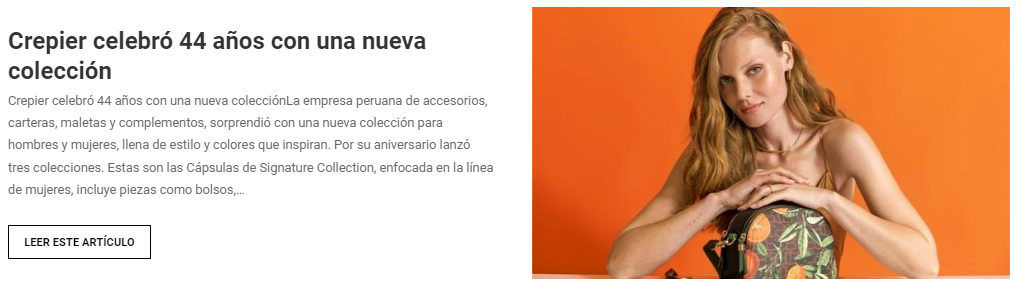 Crepier celebró 44 años con una nueva
colección
Crepier celebró 44 años con una nueva colecciónLa empresa peruana de accesorios,
carteras, maletas y complementos, sorprendió con una nueva colección para
hombres y mujeres, llena de estilo y colores que inspiran. Por su aniversario lanzó
tres colecciones. Estas son las Cápsulas de Signature Collection, enfocada en la línea
de mujeres, incluye piezas como bolsos,...
LEER ESTE ARTÍCULO